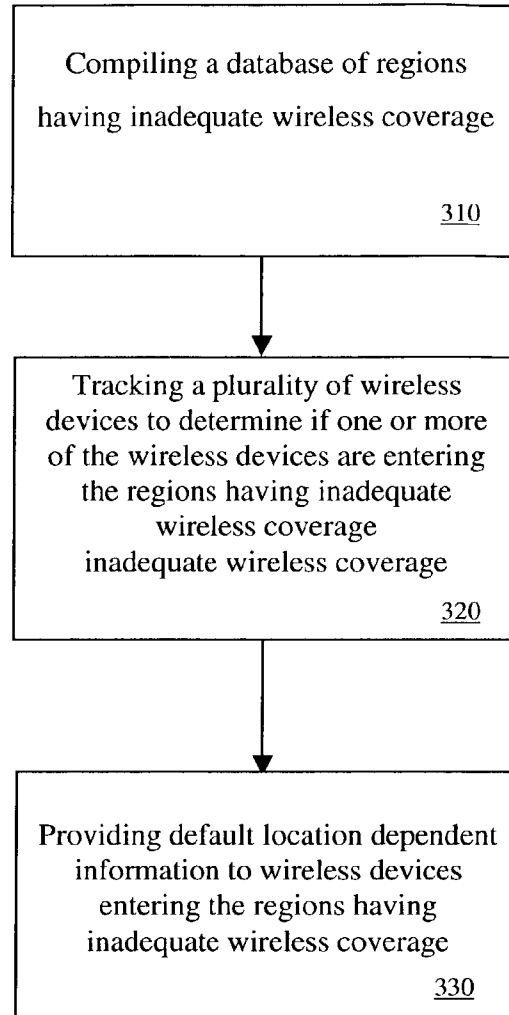 Compiling a database of regions
having inadequate wireless coverage
310
Tracking a plurality of wireless
devices to determine if one or more
of the wireless devices are entering
the regions having inadequate
wireless coverage
inadequate wireless coverage
320
Providing default location dependent
information to wireless devices
entering the regions having
inadequate wireless coverage
330